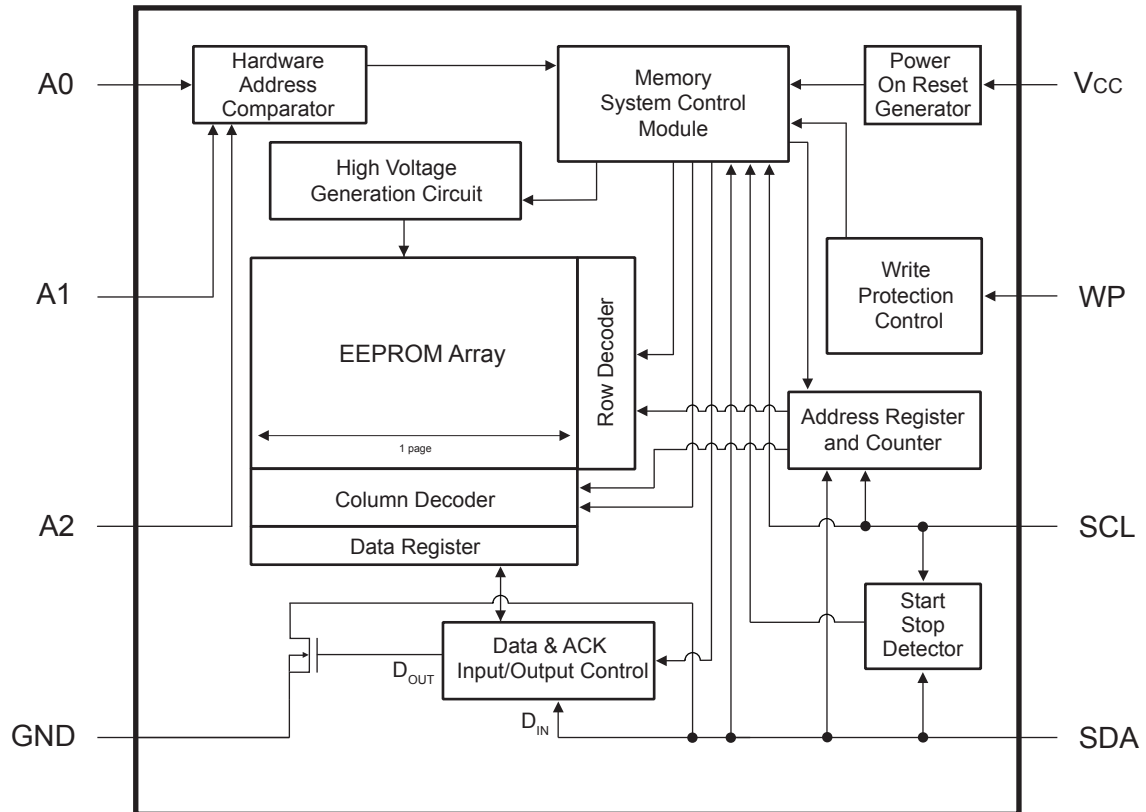 A0
Hardware
Address
Comparator
Memory
System Control
Module
Power
On Reset
Generator
VCC
High Voltage
Generation Circuit
A1
EEPROM Array
Row Decoder
Write
Protection
Control
WP
1 page
Address Register
and Counter
A2
Column Decoder
SCL
Data Register
Start
Stop
Detector
Data & ACK
Input/Output Control
DOUT
DIN
GND
SDA